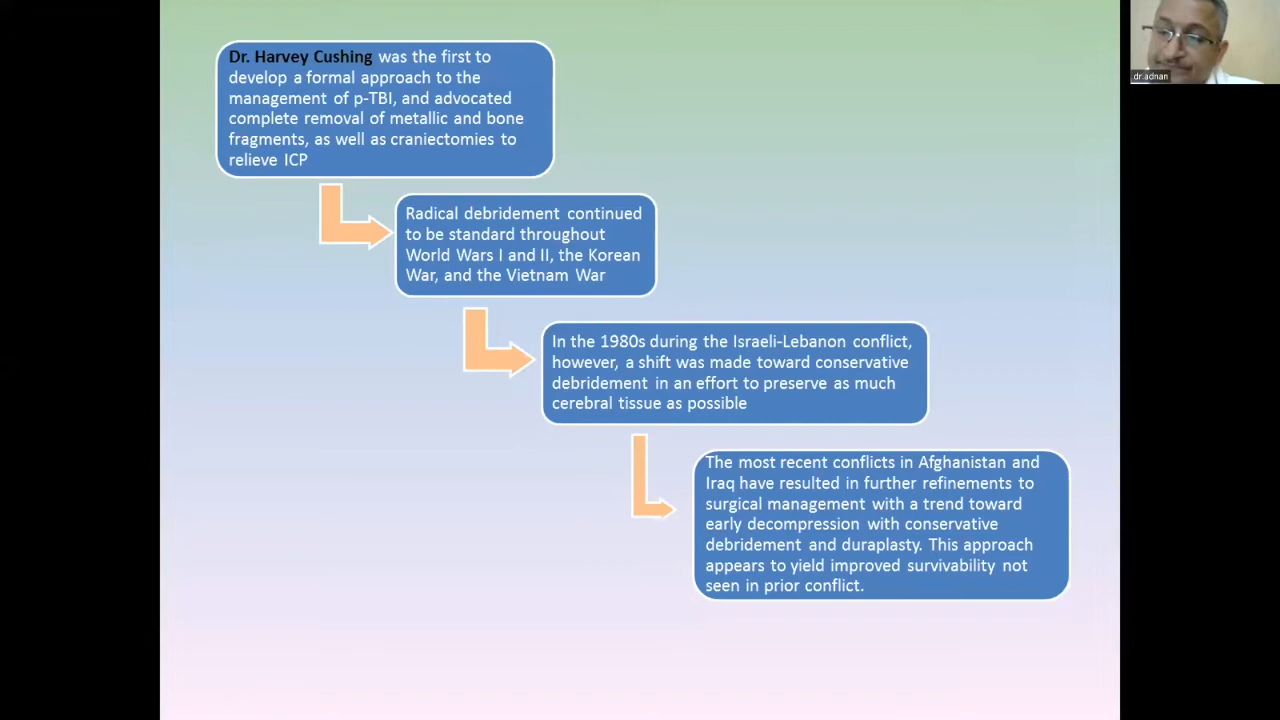 Dr. Harvey Cushing was the first to
develop a formal approach to the
management of p-TBI, and advocated
complete removal of metallic and bone
fragments, as well as craniectomies to
relieve ICP
Radical debridement continued
to be standard throughout
World Wars I and II, the Korean
War, and the Vietnam War
In the 1980s during the Israeli-Lebanon conflict,
however, a shift was made toward conservative
debridement in an effort to preserve as much
cerebral tissue as possible
The most recent conflicts in Afghanistan and
Iraq have resulted in further refinements to
surgical management with a trend toward
early decompression with conservative
debridement and duraplasty. This approach
appears to yield improved survivability not
seen in prior conflict.
dr.adnan